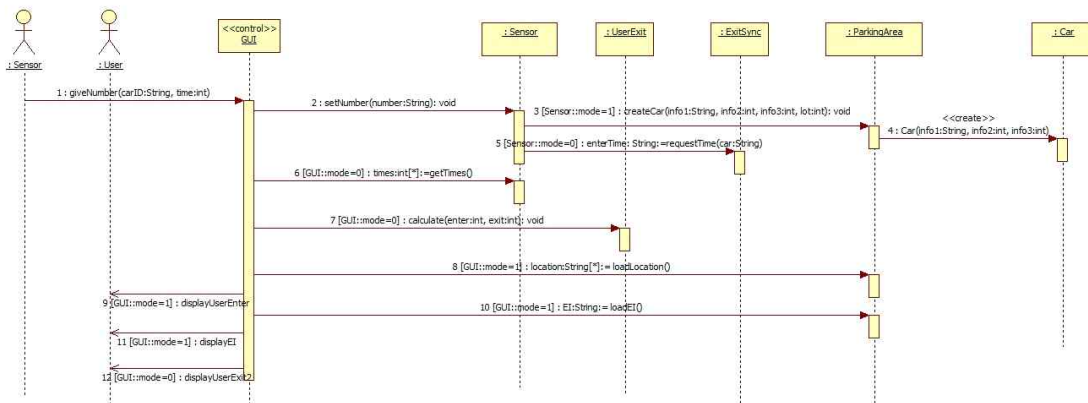 <<control>>
GUI
: Sensor
: UserExit
: ExitSync
: ParkingArea
: Car
: Sensor
: User
1 : giveNumber(carID:String, time:int)
2 : setNumber(number:String): void
3 [Sensor::mode=1] : createCar(info1:String, info2:int, info3:int, lot:int): void
<<create>>
4 : Car(info1:String, info2:int, info3:int)
5 [Sensor::mode=0] : enterTime: String:=requestTime(car:String)
6 [GUI::mode=0] : times:int[*]:=getTimes()
7 [GUI::mode=0] : calculate(enter:int, exit:int): void
8 [GUI::mode=1] : location:String[*]:= loadLocation()
9 [GUI::mode=1] : displayUserEnter
10 [GUI::mode=1] : EI:String:= loadEI()
11 [GUI::mode=1] : displayEI
12 [GUI::mode=0] : displayUserExit2